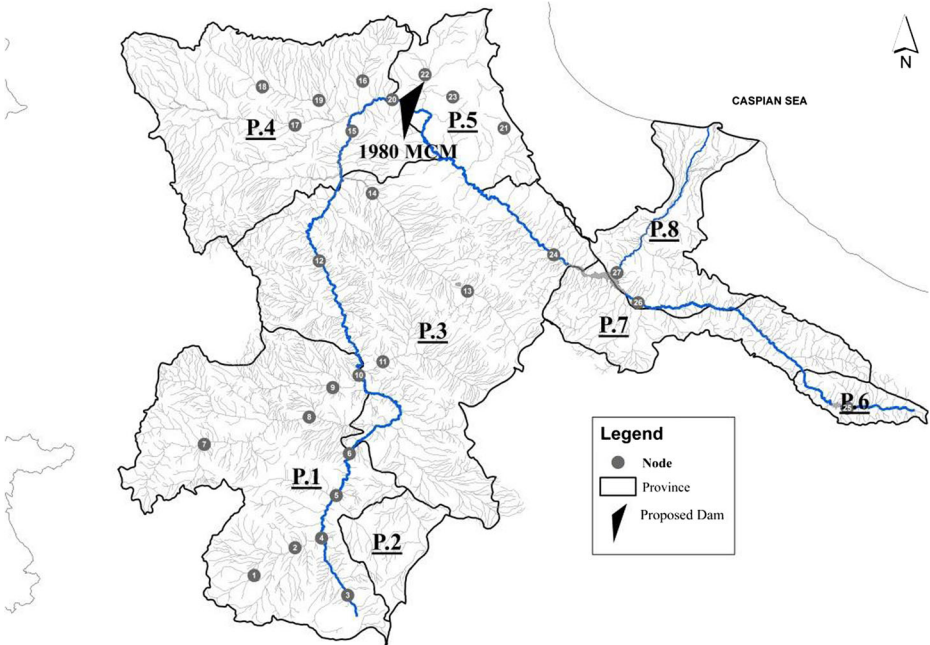 N
CASPIAN SEA
22
16
18
23
19
20
P.4
P.5
17
15
21
1980 MCM
14
P.8
24
12
27
13
26
P.7
P.3
11
10
9
P.6
25
8
7
6
P.1
5
4
P.2
2
1
3
Legend
Node
Province
Proposed Dam